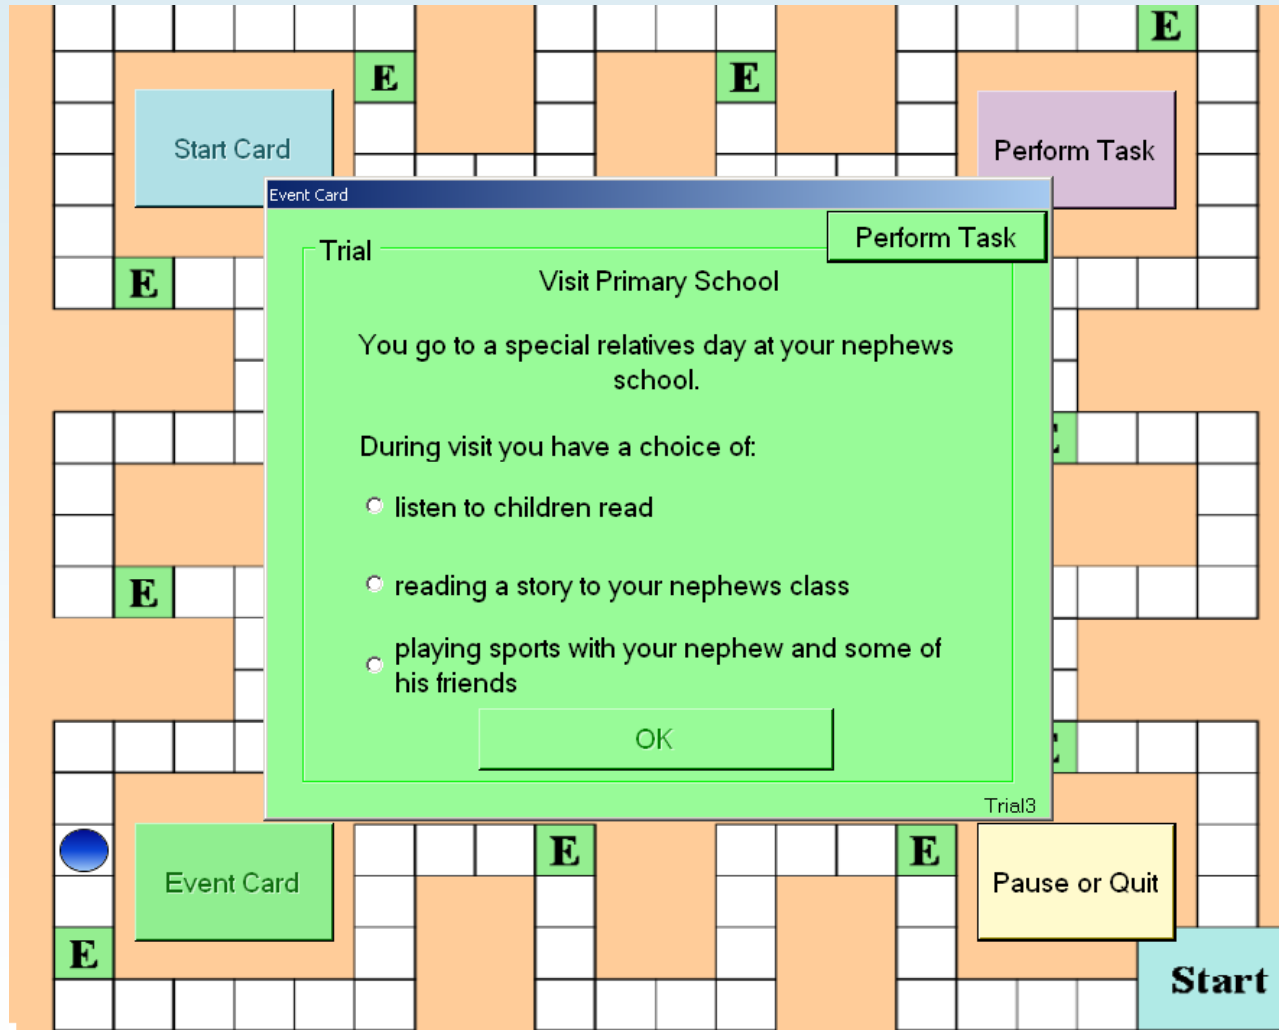 E
E
E
Start Card
Perform Task
Event Card
Perform Task
Trial
Visit Primary School
E
You go to a special relatives day at your nephews
school.
During visit you have a choice of:
listen to children read
E
reading a story to your nephews class
playing sports with your nephew and some of
his friends
OK
Trial3
E
E
Event Card
Pause or Quit
E
Start